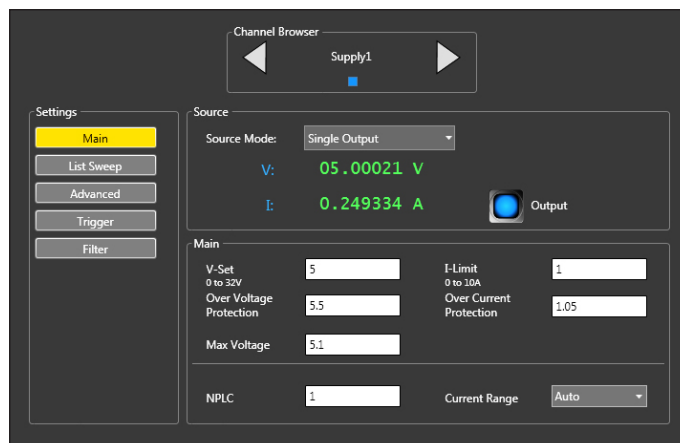 Channel Browser
Supply1
Settings
Main
List Sweep
Advanced
Trigger
Filter
Source
Source Mode: Single Output
V: 05.00021 V
I: 0.249334 A
Output
Main
V-Set 5
0 to 32V
I-Limit 1
0 to 10A
Over Voltage
Protection 5.5
Over Current
Protection 1.05
Max Voltage 5.1
NPLC 1
Current Range Auto